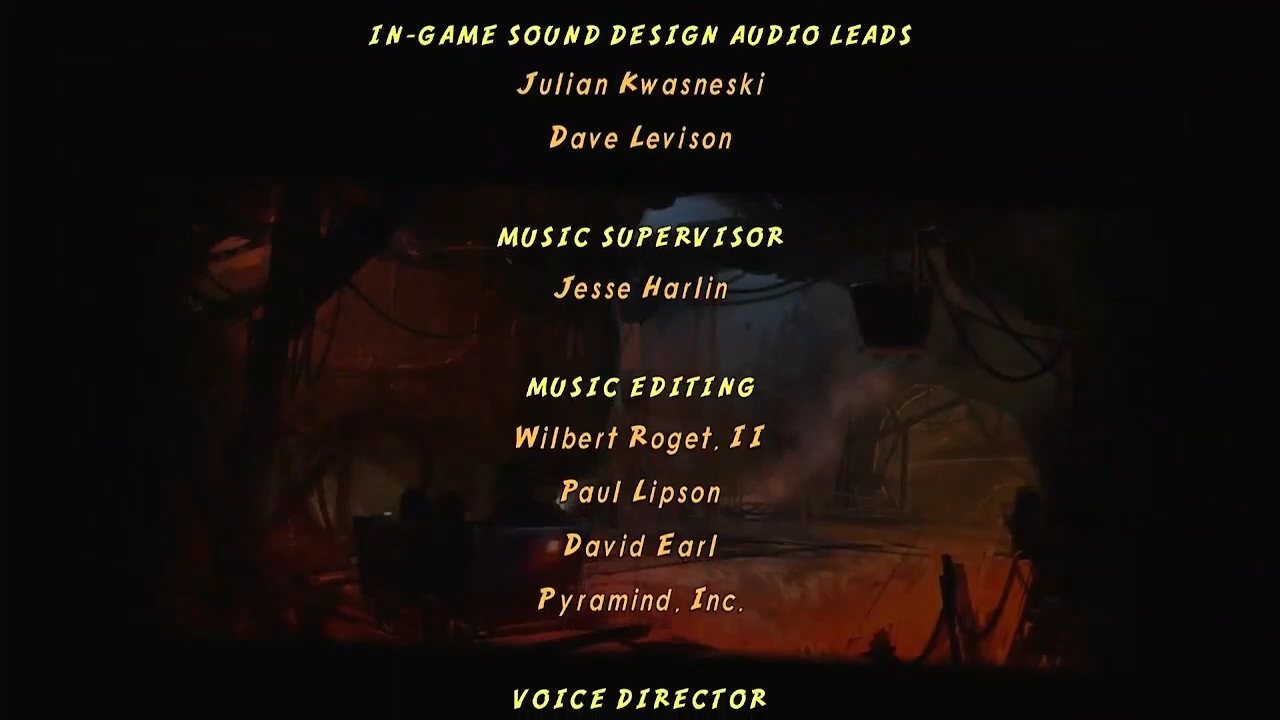 IN-GAME SOUND DESIGN AUDIO LEADS
Julian Kwasneski
Dave Levison
MUSIC SUPERVISOR
Jesse Harlin
MUSIC EDITING
Wilbert Roget, II
Paul Lipson
David Earl
Pyramind, Inc.
VOICE DIRECTOR